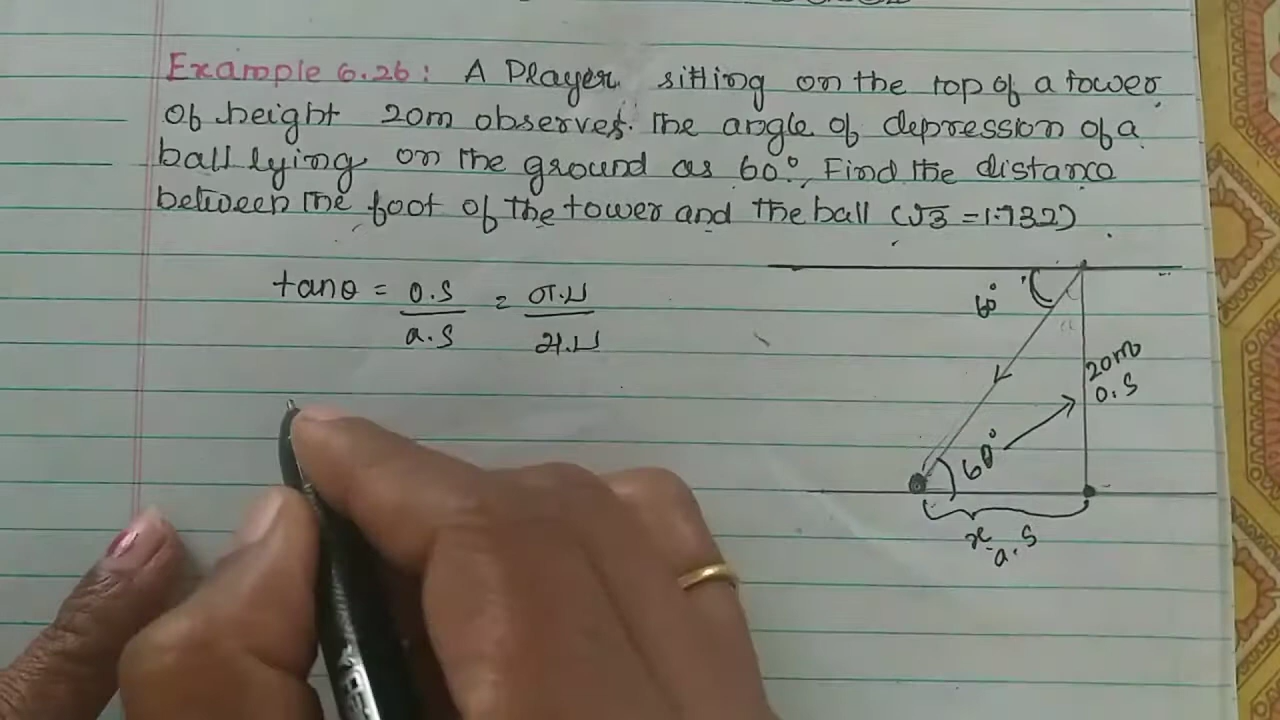 Example 6.26: A Player sitting on the top of a tower
of height 20m observes. The angle of depression of a
ball lying on the ground as 60°. Find the distance
between the foot of the tower and the ball (√3 = 1.732)
tanθ = o.s/a.s = எ.ப/அ.ப
60°
20m
o.s
60°
x
a.s